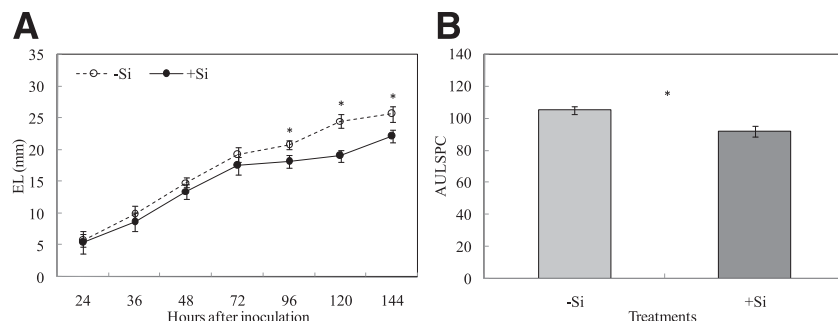 A
35
30
25
20
15
10
5
0
EL (mm)
-Si +Si
* * *
24 36 48 72 96 120 144
Hours after inoculation
B
140
120
100
80
60
40
20
0
AULSPC
*
-Si +Si
Treatments